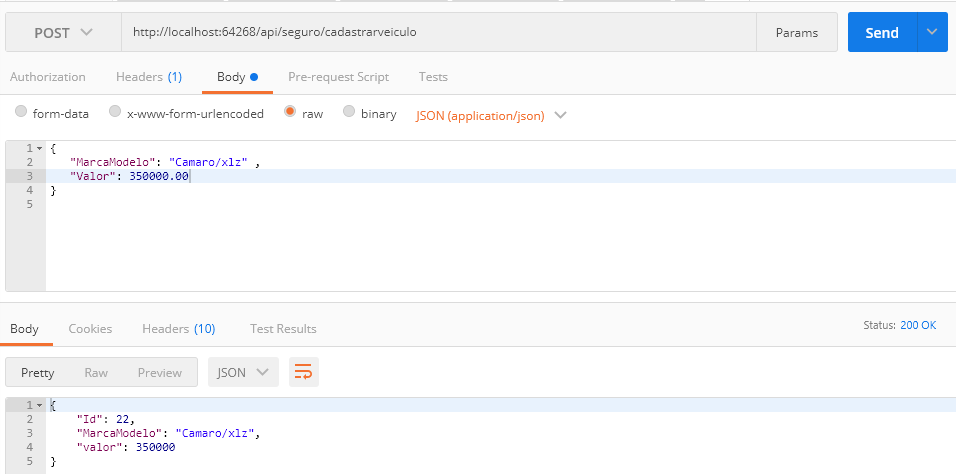 POST http://localhost:64268/api/seguro/cadastrarveiculo Params Send
Authorization Headers (1) Body Pre-request Script Tests
form-data x-www-form-urlencoded raw binary JSON (application/json)
1 {
2 "MarcaModelo": "Camaro/xlz" ,
3 "Valor": 350000.00
4 }
5
Body Cookies Headers (10) Test Results Status: 200 OK
Pretty Raw Preview JSON
1 {
2 "Id": 22,
3 "MarcaModelo": "Camaro/xlz",
4 "valor": 350000
5 }